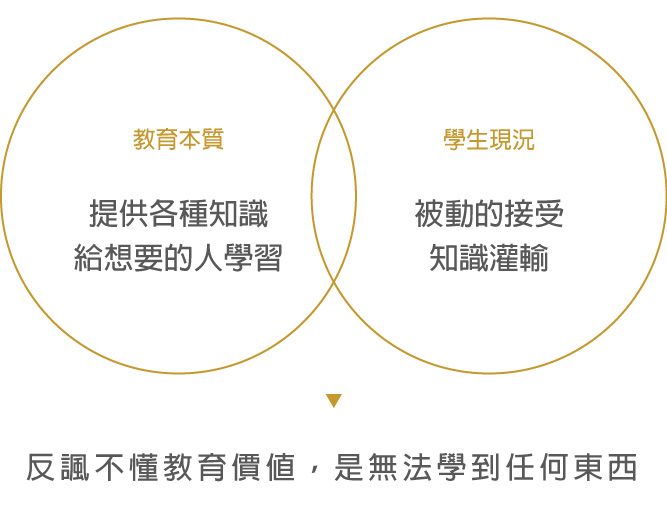 教育本質
提供各種知識
給想要的人學習
學生現況
被動的接受
知識灌輸
反諷不懂教育價值，是無法學到任何東西